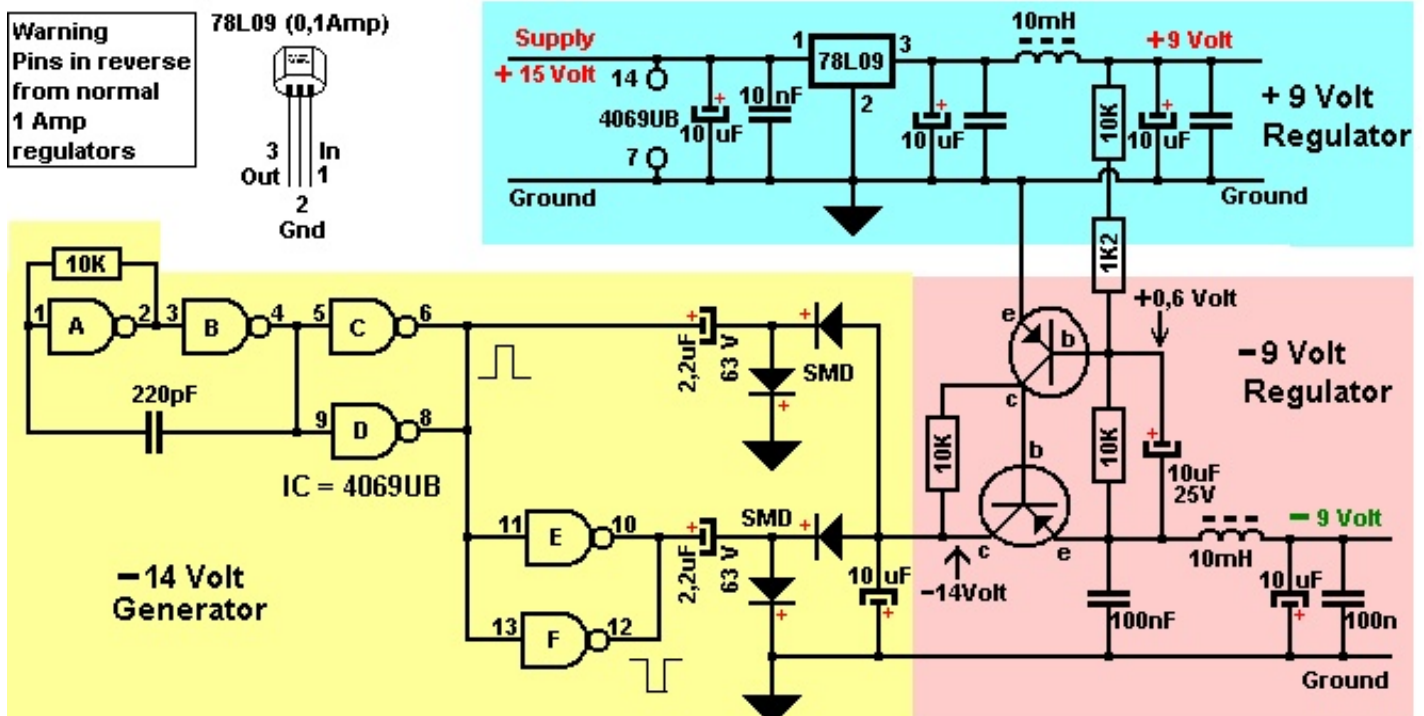 Warning
Pins in reverse
from normal
1 Amp
regulators
78L09 (0,1Amp)
3
Out
In
1
2
Gnd
Supply
+ 15 Volt
14
4069UB
7
10 uF
10 nF
1
78L09
3
2
10 uF
10mH
+9 Volt
10K
10 uF
Ground
Ground
+ 9 Volt
Regulator
10K
1
A
2
3
B
4
5
C
6
220pF
9
D
8
IC = 4069UB
11
E
10
13
F
12
2,2uF
63 V
SMD
2,2uF
63 V
SMD
10 uF
−14 Volt
Generator
1K2
+0,6 Volt
e
b
c
10K
b
c
e
10K
10uF
25V
−14Volt
− 9 Volt
Regulator
− 9 Volt
10mH
100nF
10 uF
100n
Ground